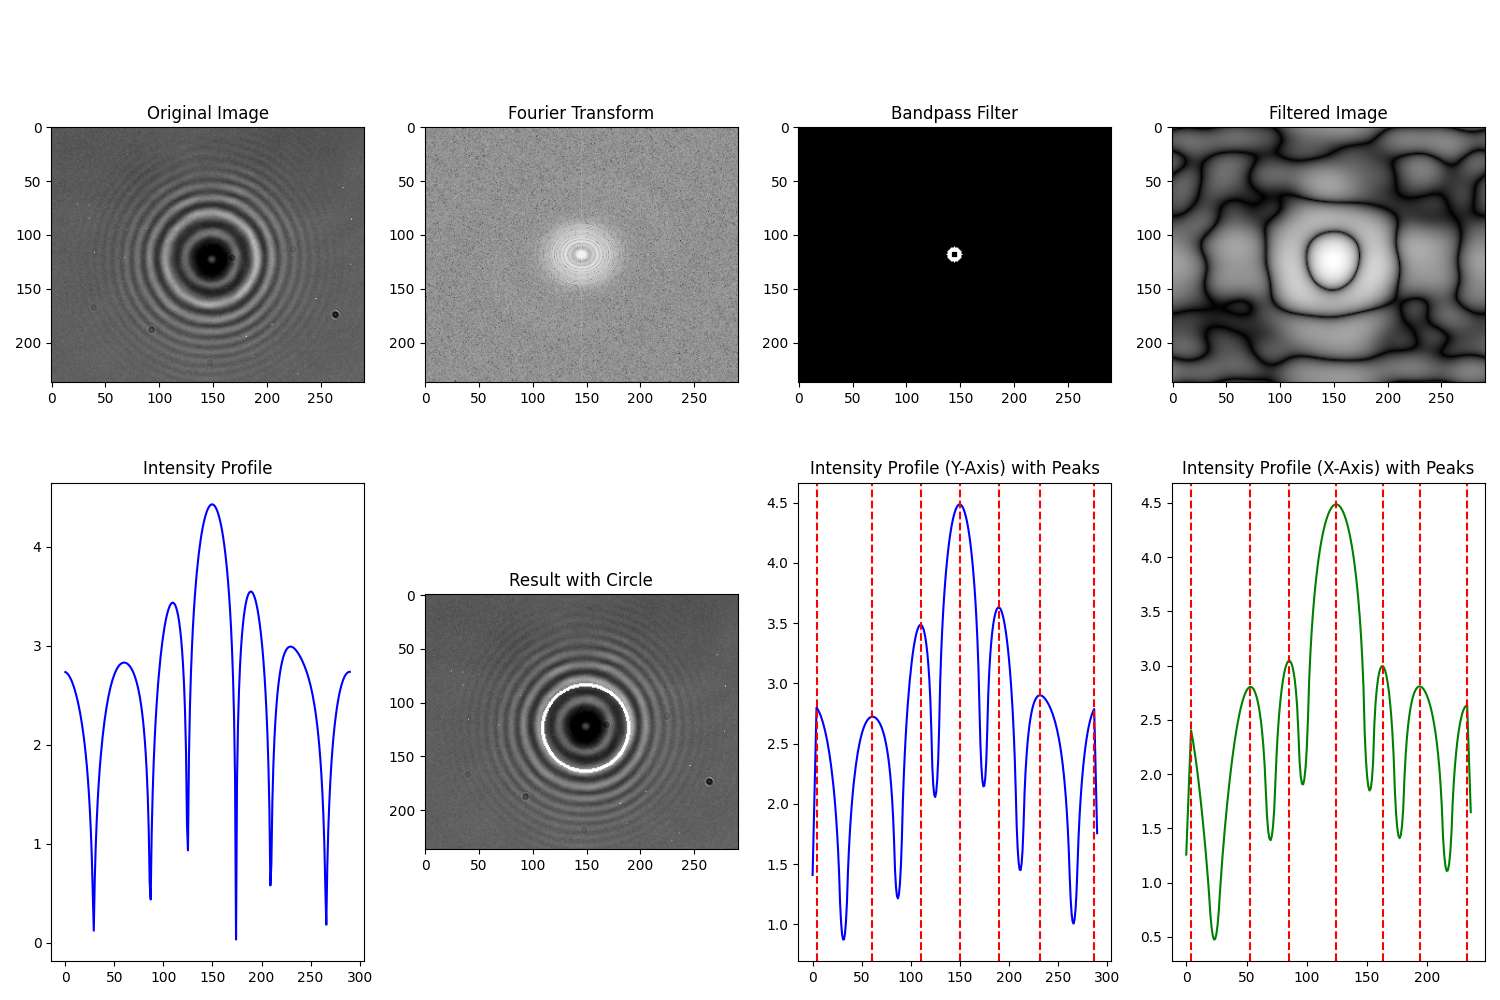 Original Image
Fourier Transform
Bandpass Filter
Filtered Image
0
50
100
150
200
0 50 100 150 200 250
0
50
100
150
200
0 50 100 150 200 250
0
50
100
150
200
0 50 100 150 200 250
0
50
100
150
200
0 50 100 150 200 250
Intensity Profile
4
3
2
1
0
0 50 100 150 200 250 300
Result with Circle
0
50
100
150
200
0 50 100 150 200 250
Intensity Profile (Y-Axis) with Peaks
4.5
4.0
3.5
3.0
2.5
2.0
1.5
1.0
0 50 100 150 200 250 300
Intensity Profile (X-Axis) with Peaks
4.5
4.0
3.5
3.0
2.5
2.0
1.5
1.0
0.5
0 50 100 150 200